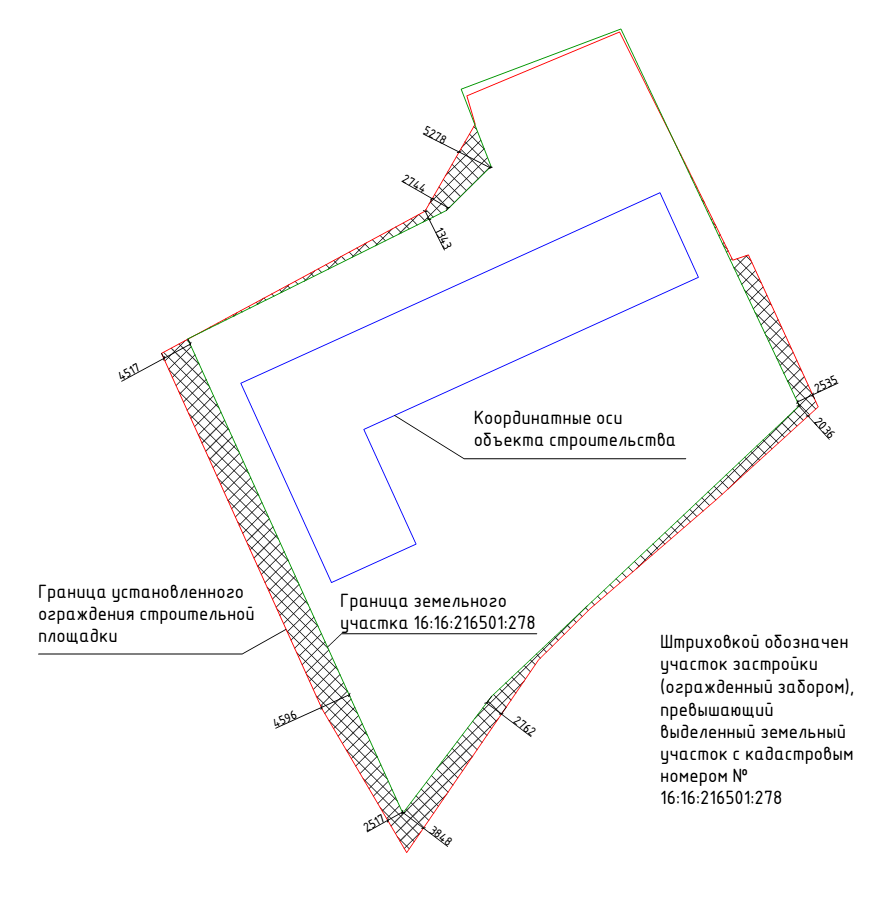 5278
2744
1343
4517
2535
2036
Координатные оси
объекта строительства
Граница установленного
ограждения строительной
площадки
Граница земельного
участка 16:16:216501:278
Штриховкой обозначен
участок застройки
(огражденный забором),
превышающий
выделенный земельный
участок с кадастровым
номером №
16:16:216501:278
4596
2762
2517
3848